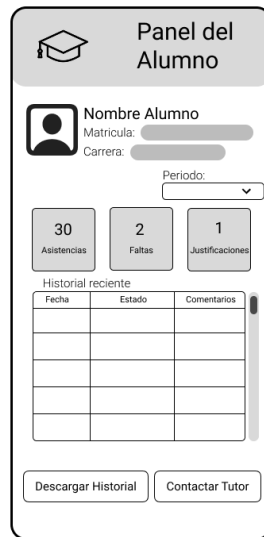 Panel del
Alumno
Nombre Alumno
Matricula:
Carrera:
Periodo:
30
Asistencias
2
Faltas
1
Justificaciones
Historial reciente
Fecha Estado Comentarios
Descargar Historial Contactar Tutor